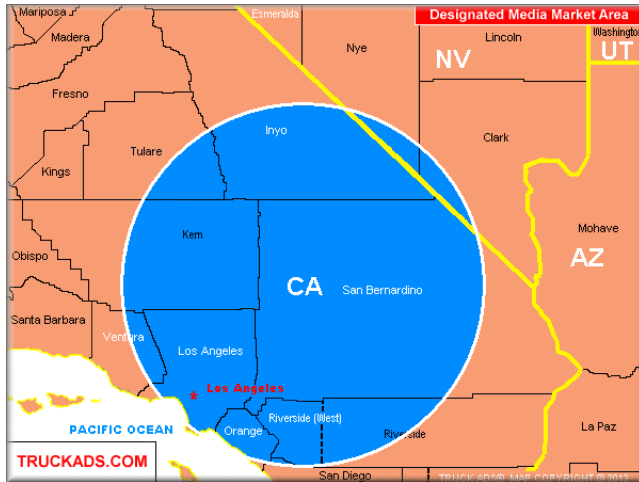 Mariposa
Esmeralda
Designated Media Market Area
Madera
Nye
Lincoln
Washington
NV
UT
Fresno
Inyo
Clark
Tulare
Kings
Kern
Mohave
Obispo
AZ
CA
San Bernardino
Santa Barbara
Ventura
Los Angeles
* Los Angeles
PACIFIC OCEAN
Orange
Riverside (West)
Riverside
La Paz
TRUCKADS.COM
San Diego
TRUCK ADS® MAP COPYRIGHT © 2012